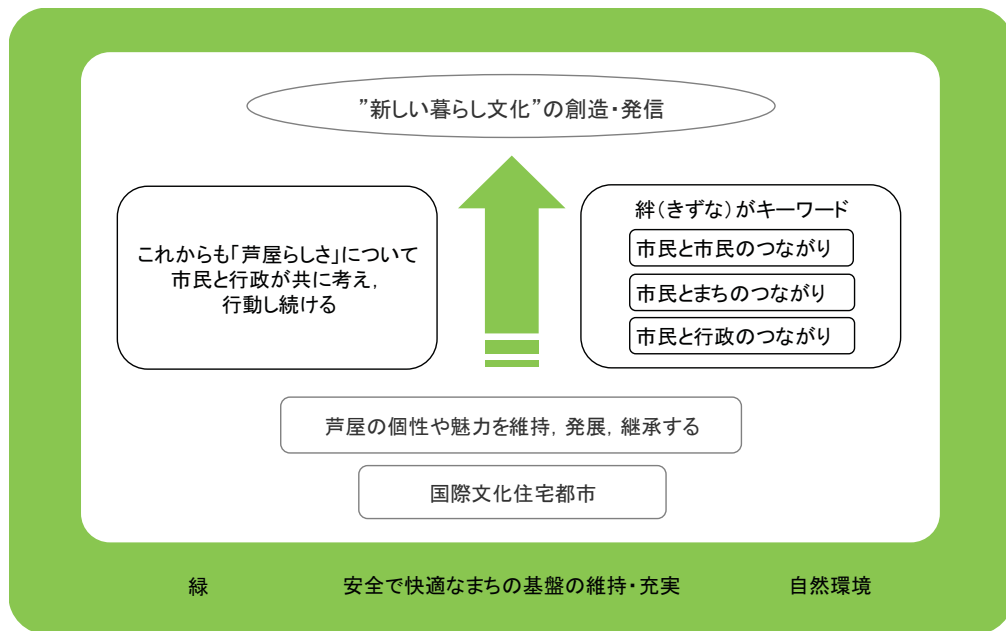 ”新しい暮らし文化”の創造・発信
これからも「芦屋らしさ」について
市民と行政が共に考え,
行動し続ける
絆(きずな)がキーワード
市民と市民のつながり
市民とまちのつながり
市民と行政のつながり
芦屋の個性や魅力を維持, 発展, 継承する
国際文化住宅都市
緑
安全で快適なまちの基盤の維持・充実
自然環境